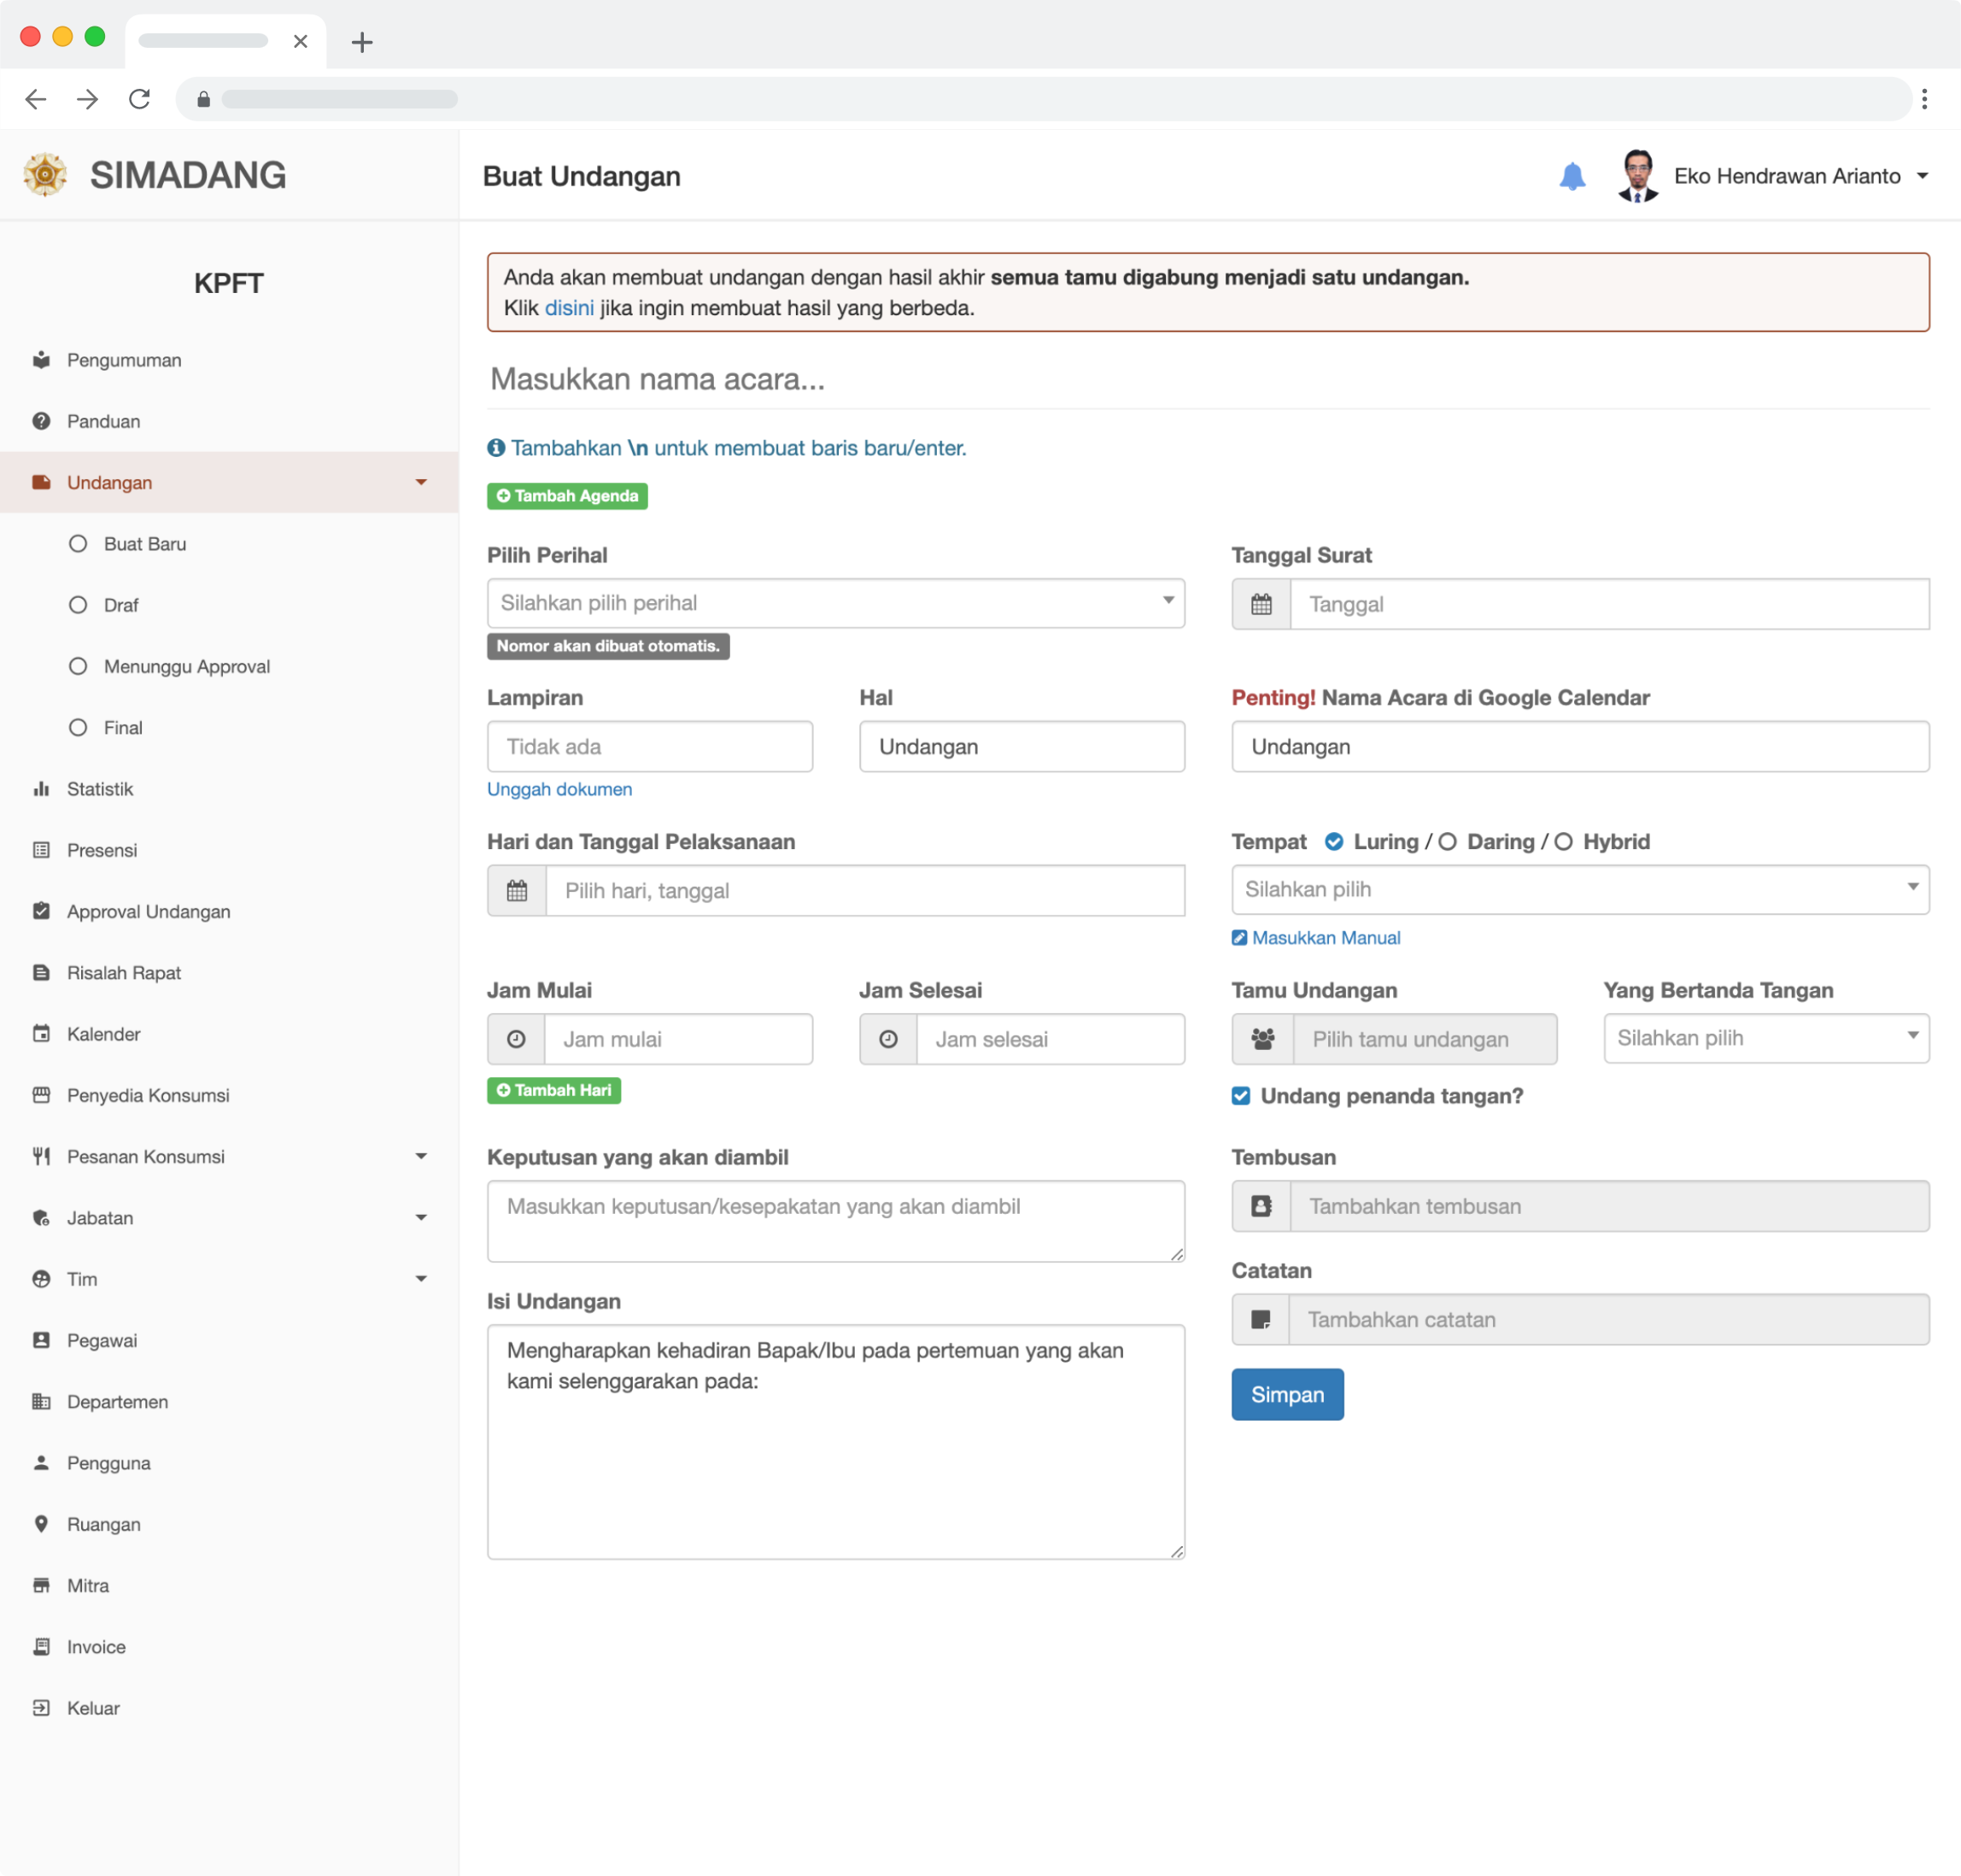 SIMADANG
Buat Undangan
Eko Hendrawan Arianto
KPFT
Pengumuman
Panduan
Undangan
Buat Baru
Draf
Menunggu Approval
Final
Statistik
Presensi
Approval Undangan
Risalah Rapat
Kalender
Penyedia Konsumsi
Pesanan Konsumsi
Jabatan
Tim
Pegawai
Departemen
Pengguna
Ruangan
Mitra
Invoice
Keluar
Anda akan membuat undangan dengan hasil akhir semua tamu digabung menjadi satu undangan.
Klik disini jika ingin membuat hasil yang berbeda.
Masukkan nama acara...
Tambahkan \n untuk membuat baris baru/enter.
Tambah Agenda
Pilih Perihal
Silahkan pilih perihal
Nomor akan dibuat otomatis.
Tanggal Surat
Tanggal
Lampiran
Tidak ada
Unggah dokumen
Hal
Undangan
Penting! Nama Acara di Google Calendar
Undangan
Hari dan Tanggal Pelaksanaan
Pilih hari, tanggal
Tempat Luring / Daring / Hybrid
Silahkan pilih
Masukkan Manual
Jam Mulai
Jam mulai
Jam Selesai
Jam selesai
Tambah Hari
Tamu Undangan
Pilih tamu undangan
Yang Bertanda Tangan
Silahkan pilih
Undang penanda tangan?
Keputusan yang akan diambil
Masukkan keputusan/kesepakatan yang akan diambil
Tembusan
Tambahkan tembusan
Isi Undangan
Mengharapkan kehadiran Bapak/Ibu pada pertemuan yang akan
kami selenggarakan pada:
Catatan
Tambahkan catatan
Simpan